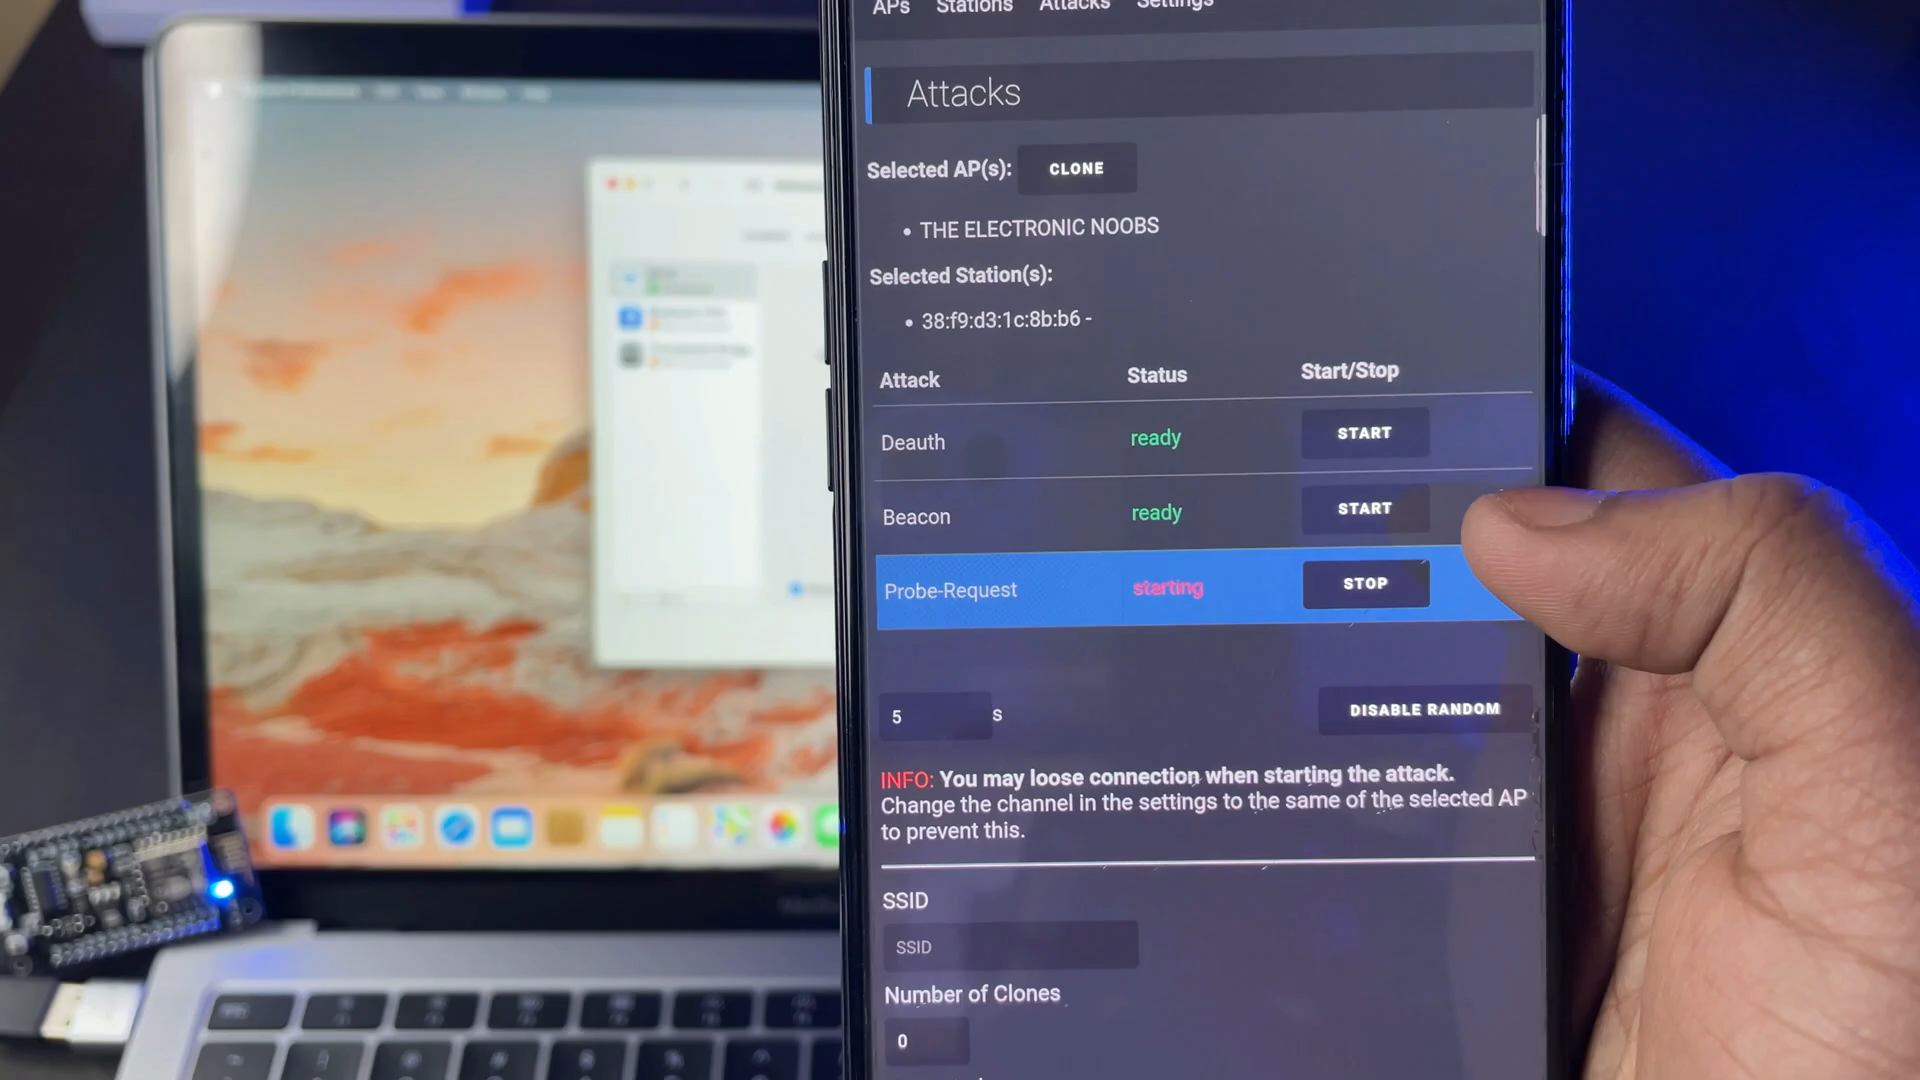 APs Stations Attacks Settings
Attacks
Selected AP(s): CLONE
• THE ELECTRONIC NOOBS
Selected Station(s):
• 38:f9:d3:1c:8b:b6 -
Attack Status Start/Stop
Deauth ready START
Beacon ready START
Probe-Request starting STOP
5 s DISABLE RANDOM
INFO: You may loose connection when starting the attack.
Change the channel in the settings to the same of the selected AP
to prevent this.
SSID
SSID
Number of Clones
0